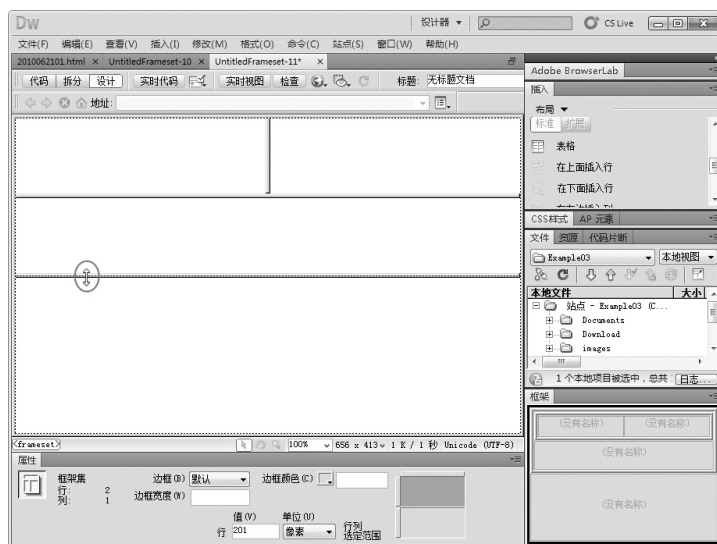 Dw 设计器 CS Live
文件(F) 编辑(E) 查看(V) 插入(I) 修改(M) 格式(O) 命令(C) 站点(S) 窗口(W) 帮助(H)
2010062101.html × UntitledFrameset-10 × UntitledFrameset-11* ×
代码 拆分 设计 实时代码 实时视图 检查 标题: 无标题文档
地址:
Adobe BrowserLab
插入
布局
标准 扩展
表格
在上面插入行
在下面插入行
CSS样式 AP 元素
文件 资源 代码片断
Example03 本地视图
本地文件 大小
站点 - Example03 (C...
Documents
Download
images
1 个本地项目被选中，总共 日志...
框架
(没有名称) (没有名称)
(没有名称)
(没有名称)
<frameset> 100% 656 x 413 1 K / 1 秒 Unicode (UTF-8)
属性
框架集 边框(B) 默认 边框颜色(C)
行: 2 边框宽度(W)
列: 1
值(V) 单位(U)
行 201 像素 行列
选定范围